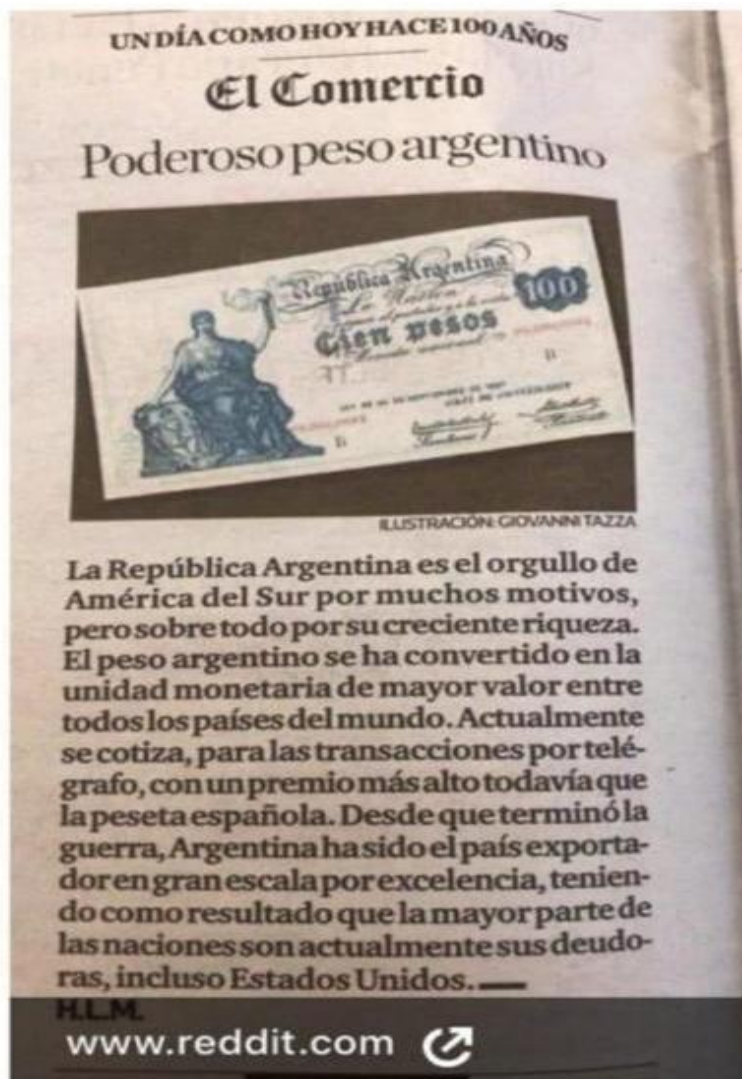 UN DÍA COMO HOY HACE 100 AÑOS
El Comercio
Poderoso peso argentino
República Argentina
La Nación
100
Cien pesos
ILUSTRACIÓN: GIOVANNI TAZZA
La República Argentina es el orgullo de
América del Sur por muchos motivos,
pero sobre todo por su creciente riqueza.
El peso argentino se ha convertido en la
unidad monetaria de mayor valor entre
todos los países del mundo. Actualmente
se cotiza, para las transacciones por telé-
grafo, con un premio más alto todavía que
la peseta española. Desde que terminó la
guerra, Argentina ha sido el país exporta-
dor en gran escala por excelencia, tenien-
do como resultado que la mayor parte de
las naciones son actualmente sus deudo-
ras, incluso Estados Unidos.
H.L.M.
www.reddit.com